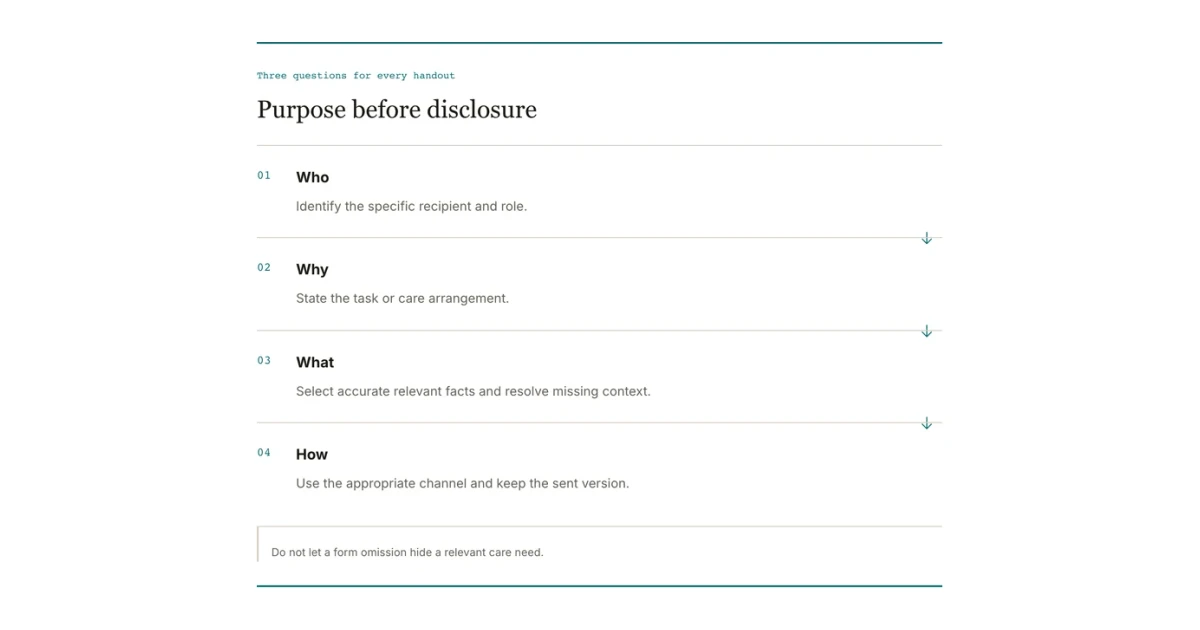 Three questions for every handout
Purpose before disclosure
01 Who
Identify the specific recipient and role.
02 Why
State the task or care arrangement.
03 What
Select accurate relevant facts and resolve missing context.
04 How
Use the appropriate channel and keep the sent version.
Do not let a form omission hide a relevant care need.